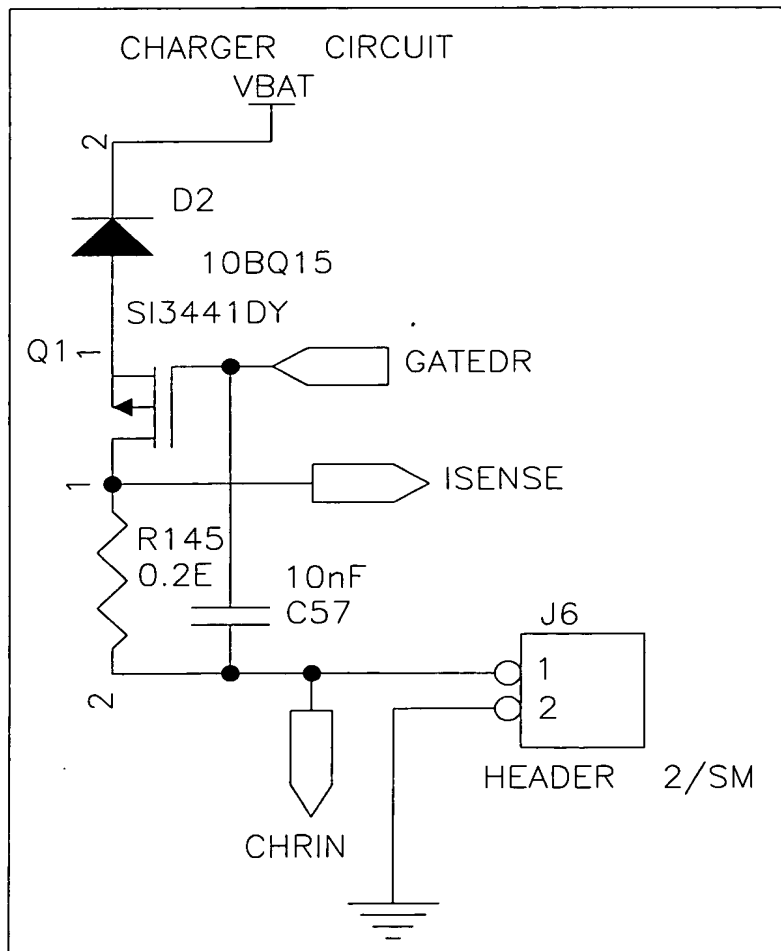 CHARGER CIRCUIT
VBAT
2
D2
10BQ15
SI3441DY
Q1
1
GATEDR
1
ISENSE
R145
0.2E
10nF
C57
J6
1
2
2
HEADER 2/SM
CHRIN